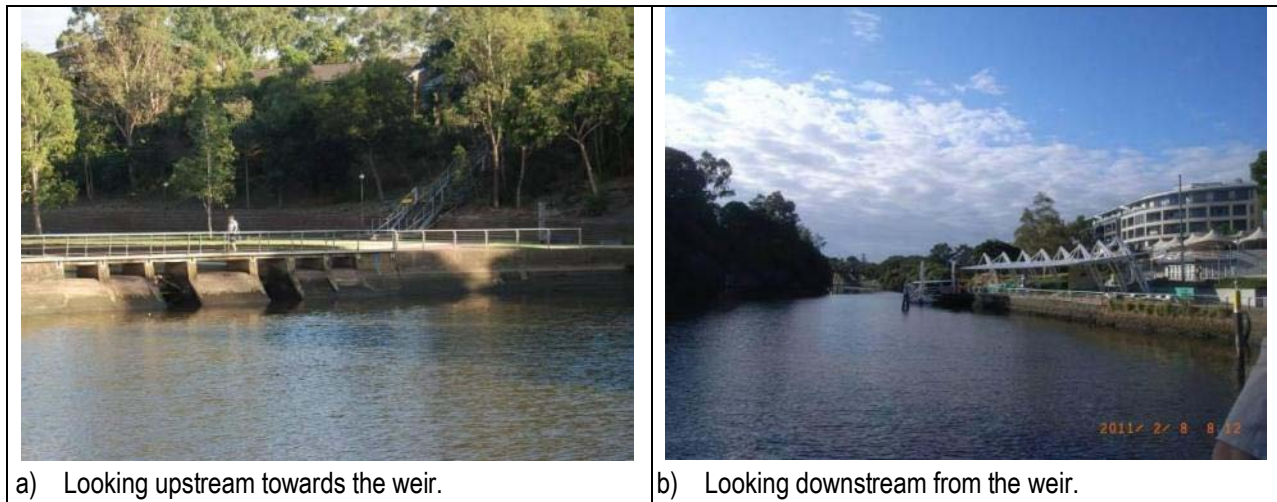 2011/ 2/ 8 8:12
a) Looking upstream towards the weir.
b) Looking downstream from the weir.